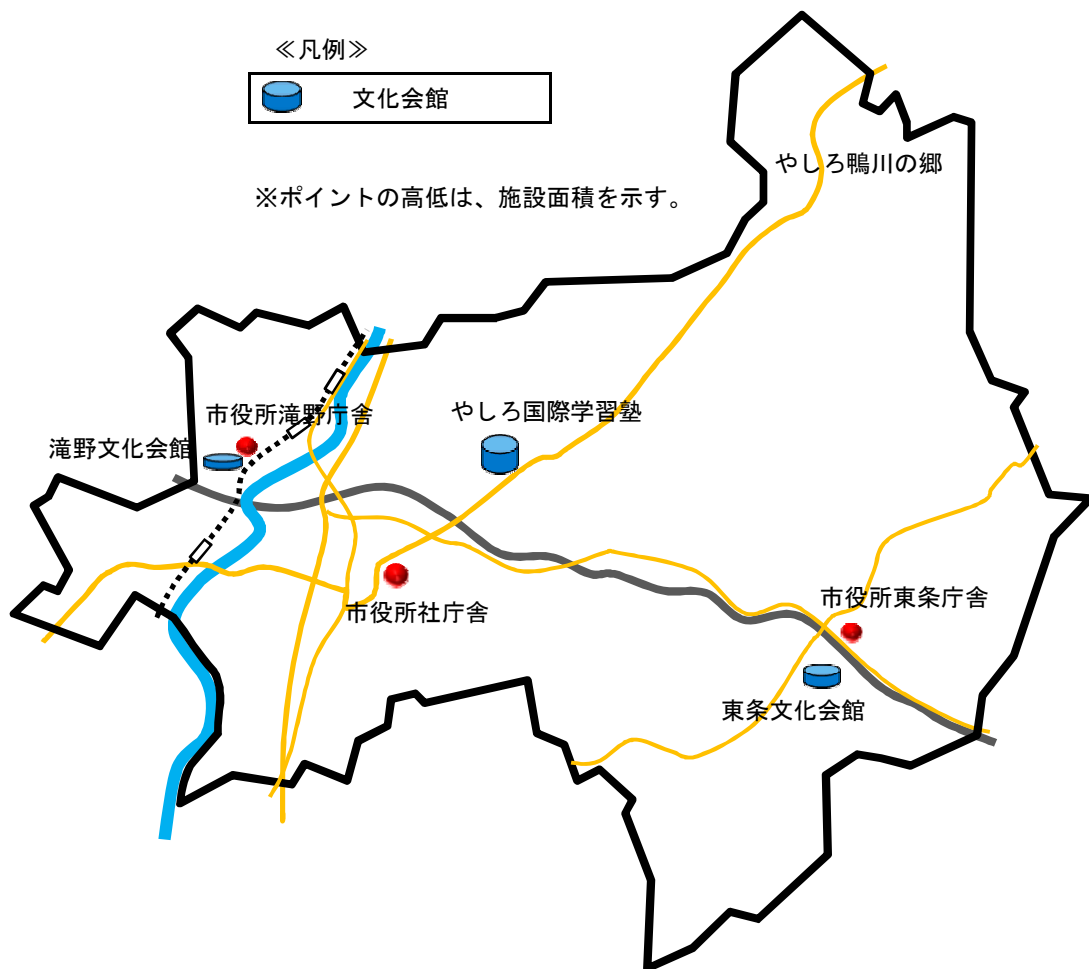 ≪凡例≫
文化会館
やしろ鴨川の郷
※ポイントの高低は、施設面積を示す。
市役所滝野庁舎
やしろ国際学習塾
滝野文化会館
市役所社庁舎
市役所東条庁舎
東条文化会館